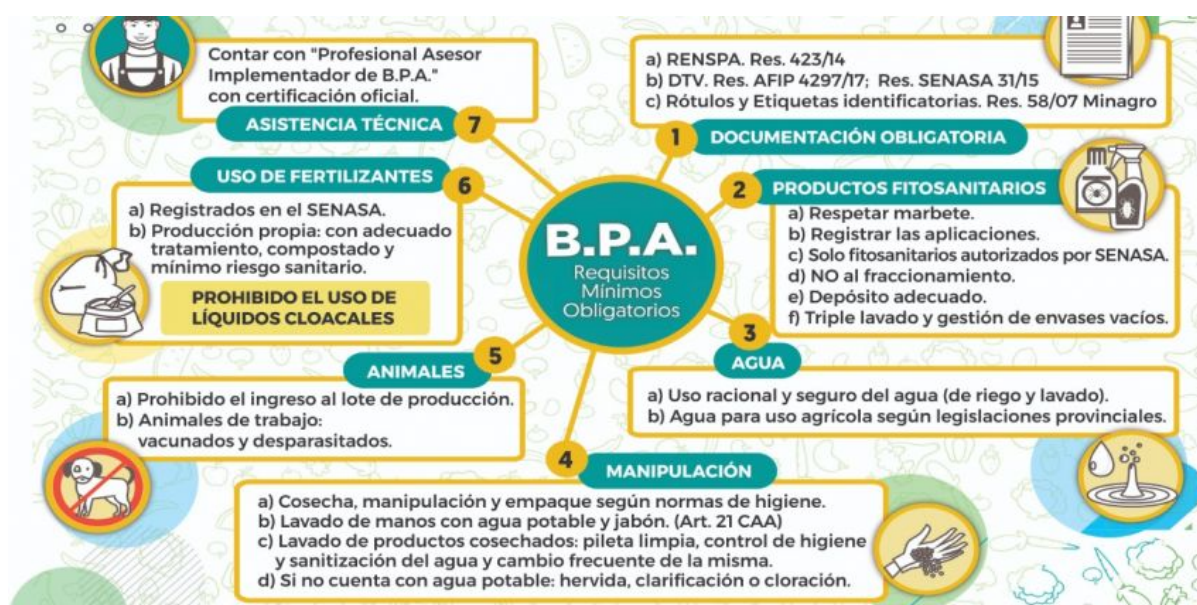 B.P.A.
Requisitos
Mínimos
Obligatorios
1
DOCUMENTACIÓN OBLIGATORIA
a) RENSPA. Res. 423/14
b) DTV. Res. AFIP 4297/17; Res. SENASA 31/15
c) Rótulos y Etiquetas identificatorias. Res. 58/07 Minagro
2
PRODUCTOS FITOSANITARIOS
a) Respetar marbete.
b) Registrar las aplicaciones.
c) Solo fitosanitarios autorizados por SENASA.
d) NO al fraccionamiento.
e) Depósito adecuado.
f) Triple lavado y gestión de envases vacíos.
3
AGUA
a) Uso racional y seguro del agua (de riego y lavado).
b) Agua para uso agrícola según legislaciones provinciales.
4
MANIPULACIÓN
a) Cosecha, manipulación y empaque según normas de higiene.
b) Lavado de manos con agua potable y jabón. (Art. 21 CAA)
c) Lavado de productos cosechados: pileta limpia, control de higiene
y sanitización del agua y cambio frecuente de la misma.
d) Si no cuenta con agua potable: hervida, clarificación o cloración.
5
ANIMALES
a) Prohibido el ingreso al lote de producción.
b) Animales de trabajo:
vacunados y desparasitados.
6
USO DE FERTILIZANTES
a) Registrados en el SENASA.
b) Producción propia: con adecuado
tratamiento, compostado y
mínimo riesgo sanitario.
PROHIBIDO EL USO DE
LÍQUIDOS CLOACALES
7
ASISTENCIA TÉCNICA
Contar con "Profesional Asesor
Implementador de B.P.A."
con certificación oficial.